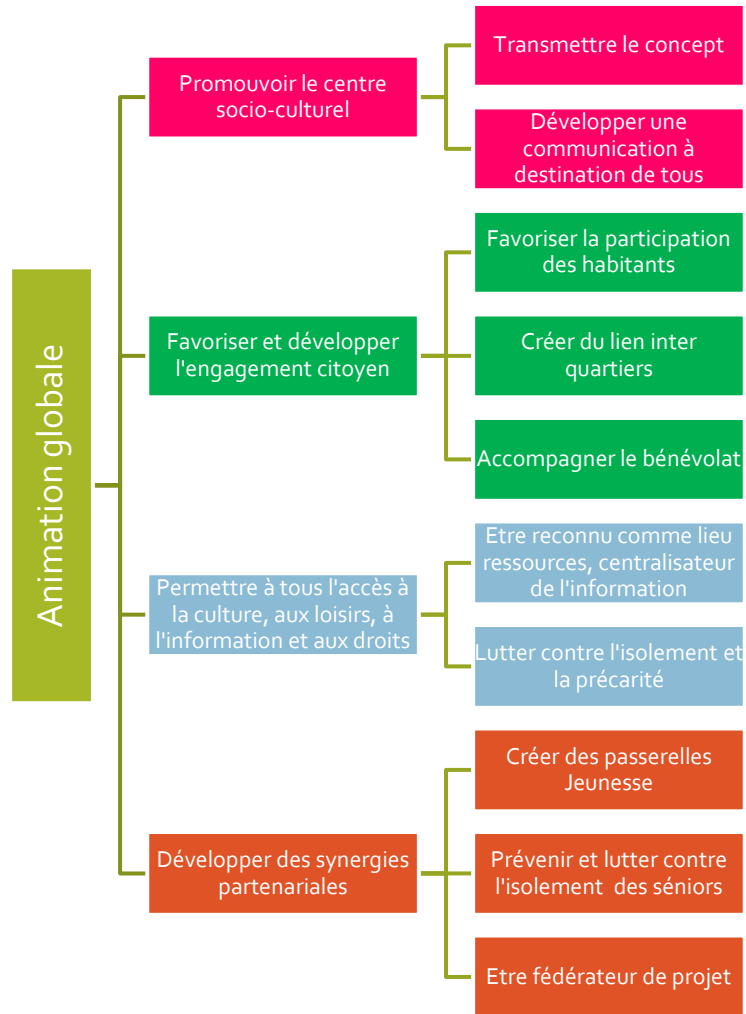 Animation globale
Promouvoir le centre
socio-culturel
Transmettre le concept
Développer une
communication à
destination de tous
Favoriser et développer
l'engagement citoyen
Favoriser la participation
des habitants
Créer du lien inter
quartiers
Accompagner le bénévolat
Permettre à tous l'accès à
la culture, aux loisirs, à
l'information et aux droits
Etre reconnu comme lieu
ressources, centralisateur
de l'information
Lutter contre l'isolement et
la précarité
Développer des synergies
partenariales
Créer des passerelles
Jeunesse
Prévenir et lutter contre
l'isolement  des séniors
Etre fédérateur de projet